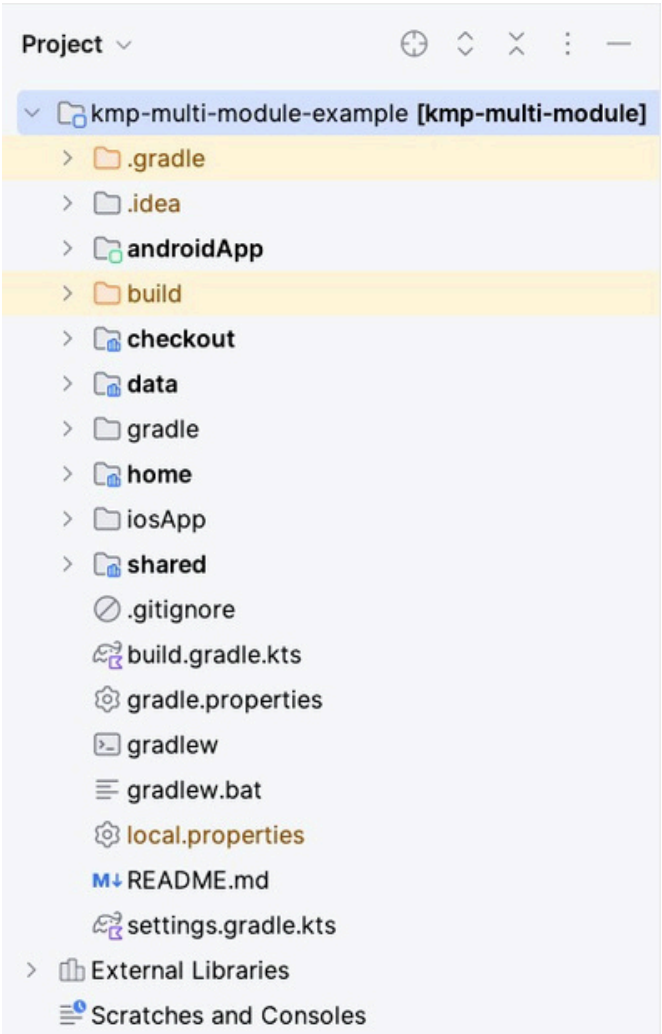 Project
kmp-multi-module-example [kmp-multi-module]
.gradle
.idea
androidApp
build
checkout
data
gradle
home
iosApp
shared
.gitignore
build.gradle.kts
gradle.properties
gradlew
gradlew.bat
local.properties
M↓ README.md
settings.gradle.kts
External Libraries
Scratches and Consoles